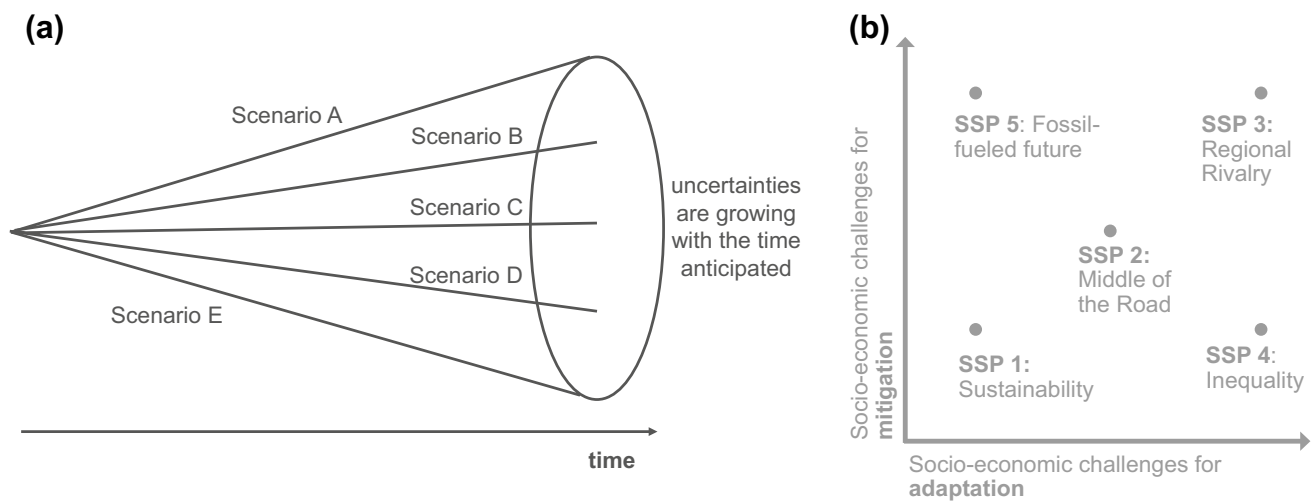 (a)
Scenario A
Scenario B
Scenario C
Scenario D
Scenario E
uncertainties
are growing
with the time
anticipated
time
(b)
Socio-economic challenges for
mitigation
SSP 5: Fossil-
fueled future
SSP 3:
Regional
Rivalry
SSP 2:
Middle of
the Road
SSP 1:
Sustainability
SSP 4:
Inequality
Socio-economic challenges for
adaptation